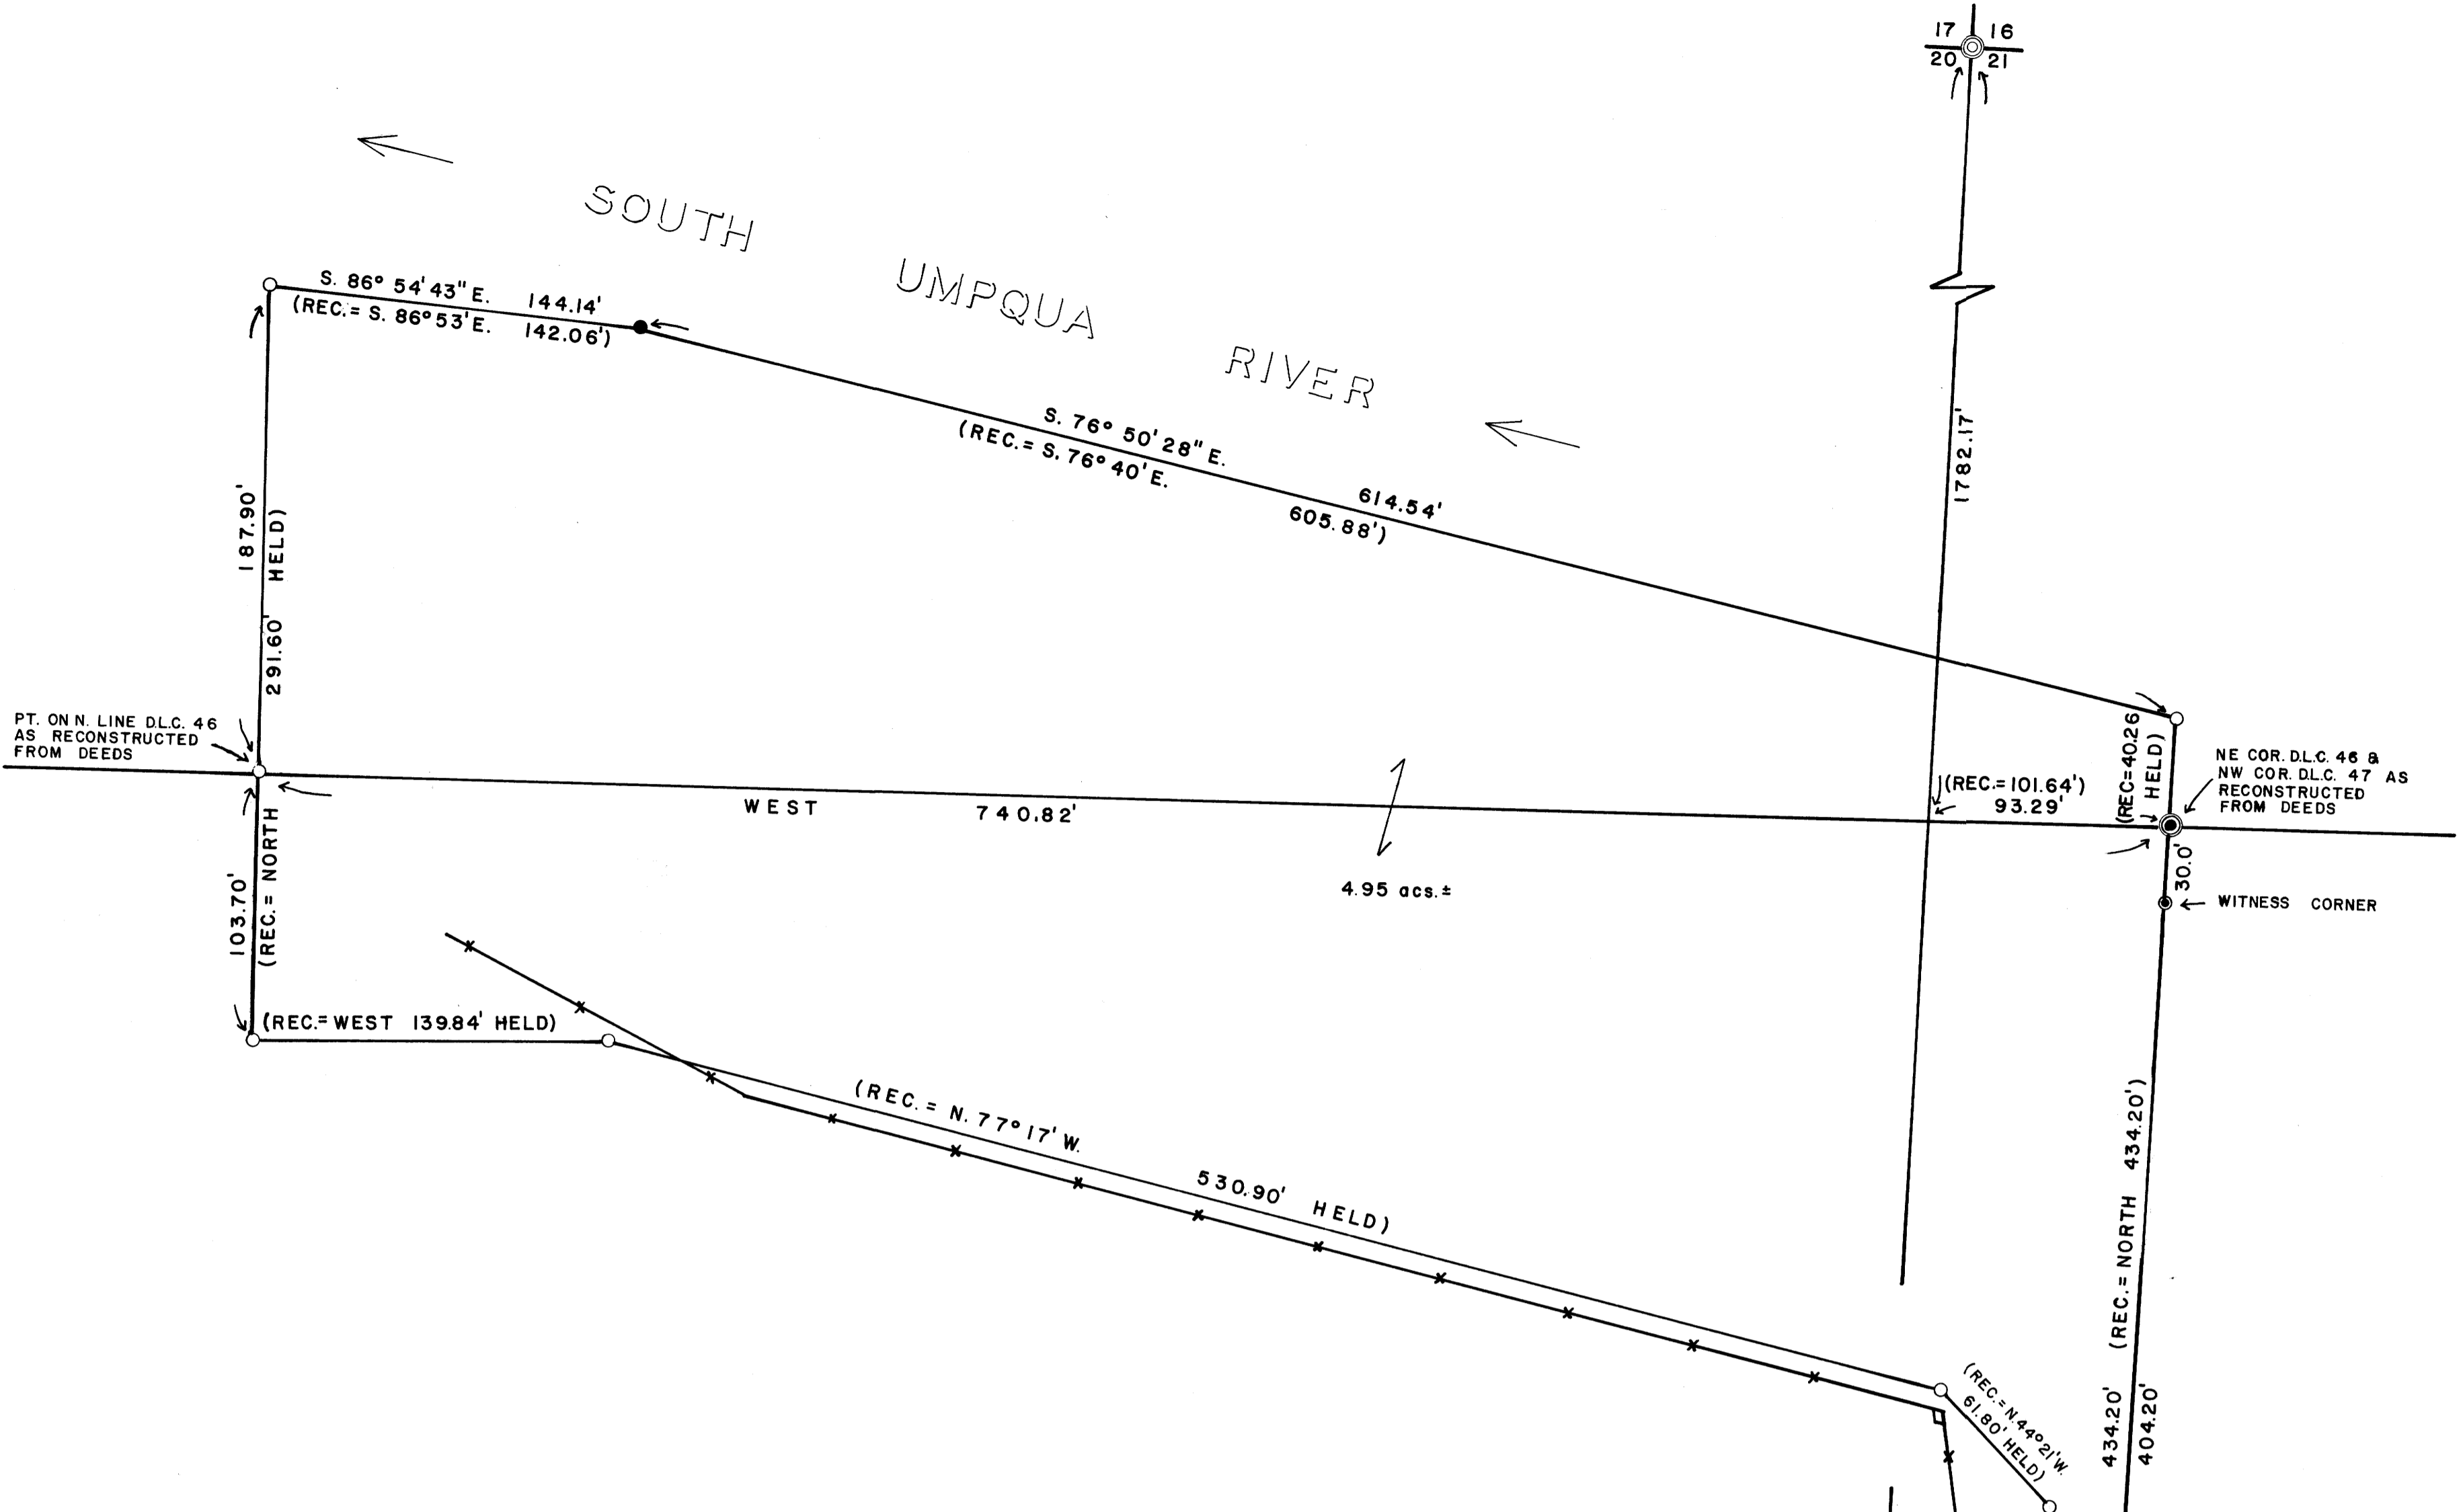 17 16
20 21
SOUTH UMPQUA RIVER
S. 86° 54' 43" E. 144.14'
(REC.= S. 86° 53' E. 142.06')
S. 76° 50' 28" E. 614.54'
(REC.= S. 76° 40' E. 605.88')
1782.17'
187.90'
291.60' HELD)
103.70'
(REC. = NORTH
PT. ON N. LINE D.L.C. 46
AS RECONSTRUCTED
FROM DEEDS
WEST 740.82'
(REC.=101.64')
93.29'
(REC=40.26
HELD)
NE COR. D.L.C. 46 &
NW COR. D.L.C. 47 AS
RECONSTRUCTED
FROM DEEDS
30.0'
WITNESS CORNER
4.95 acs.±
(REC.=WEST 139.84' HELD)
(REC. = N. 77° 17' W. 530.90' HELD)
(REC. = NORTH 434.20')
434.20'
404.20'
(REC.=N.44°21'W.
61.80' HELD)